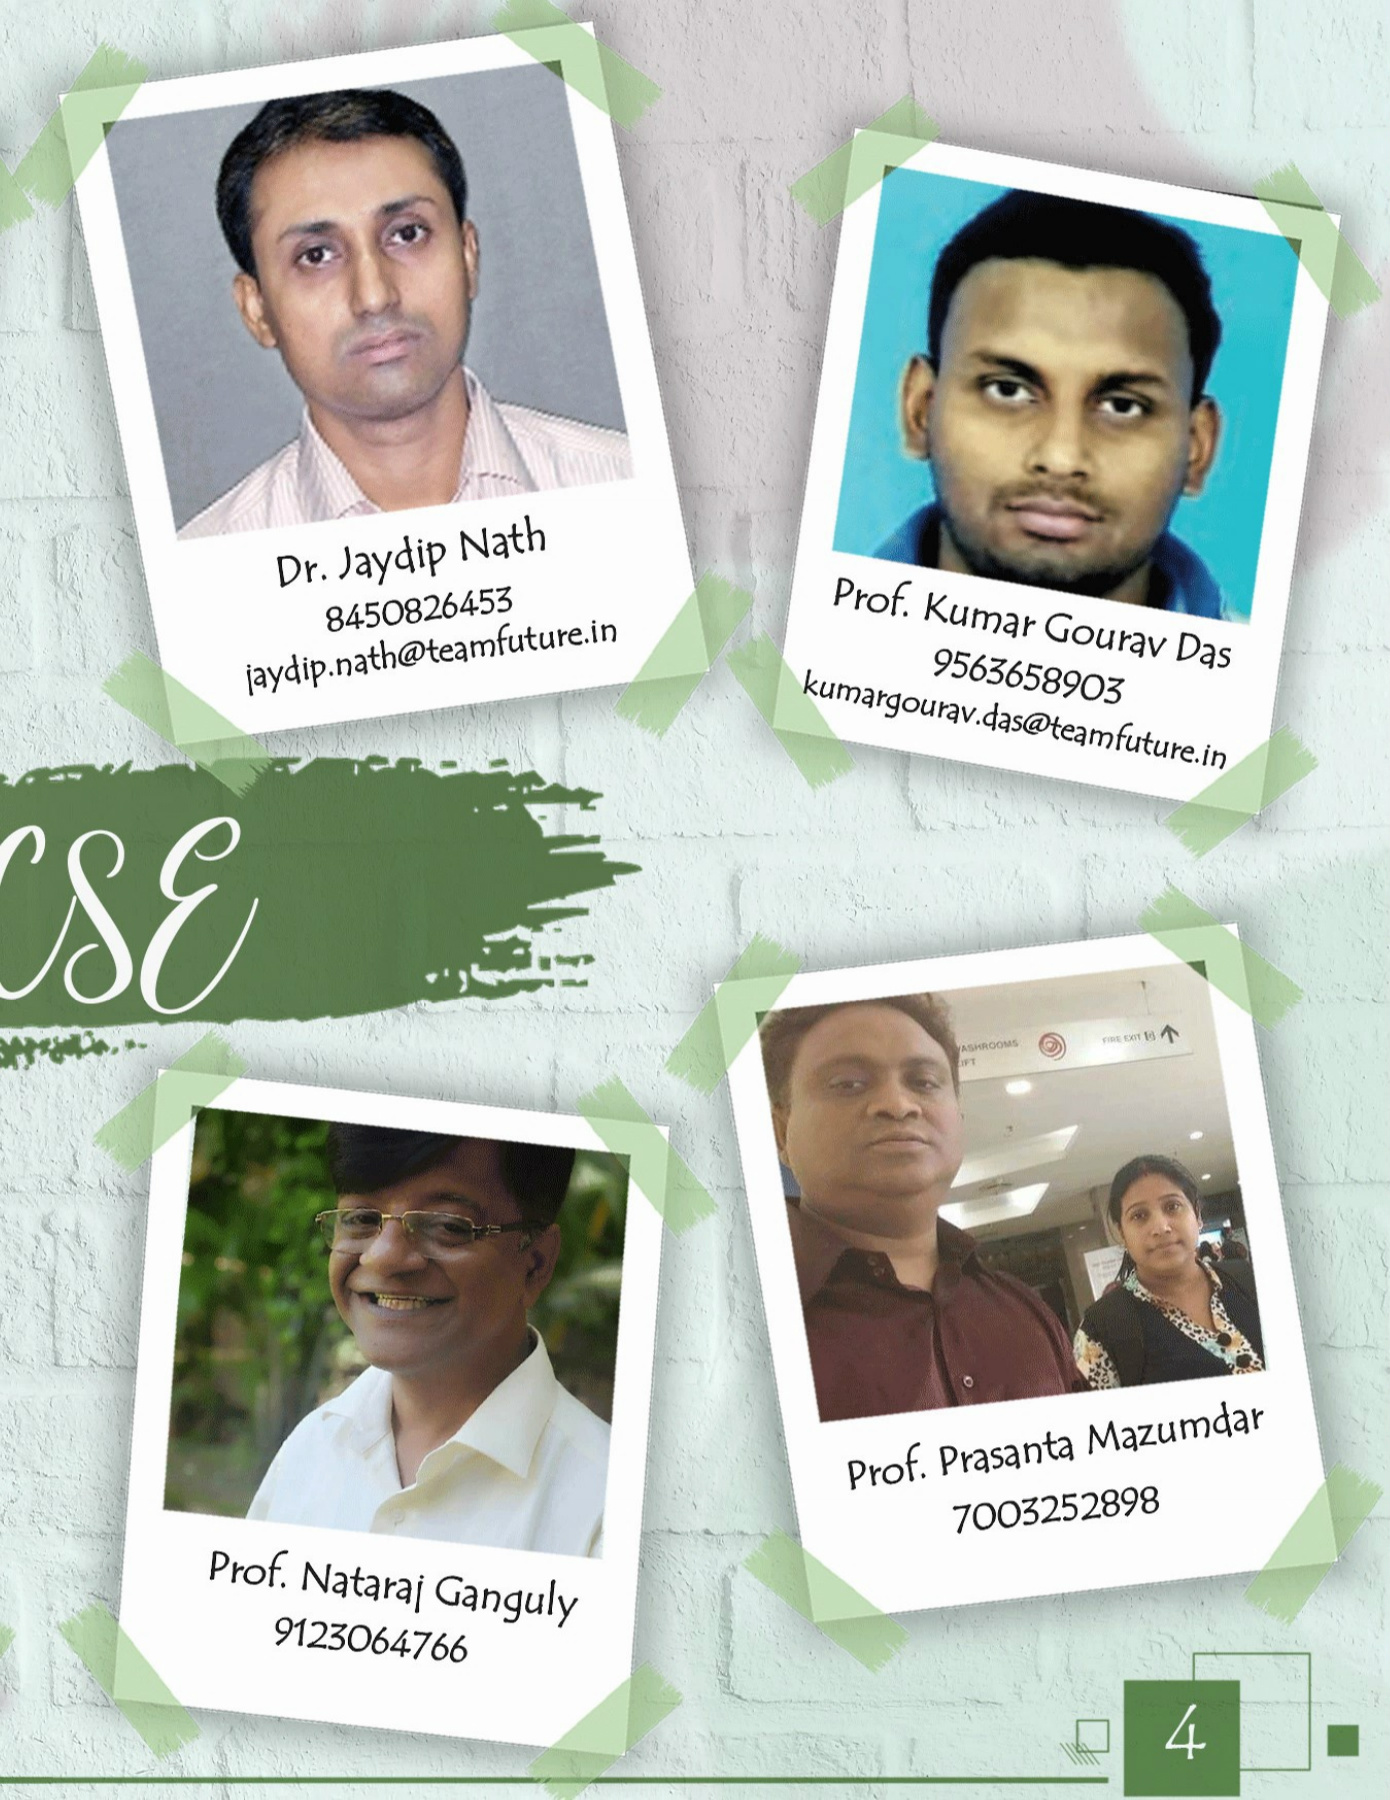 Dr. Jaydip Nath
8450826453
jaydip.nath@teamfuture.in
Prof. Kumar Gourav Das
9563658903
kumargourav.das@teamfuture.in
CSE
WASHROOMS
LIFT
FIRE EXIT
Prof. Prasanta Mazumdar
7003252898
Prof. Nataraj Ganguly
9123064766
4